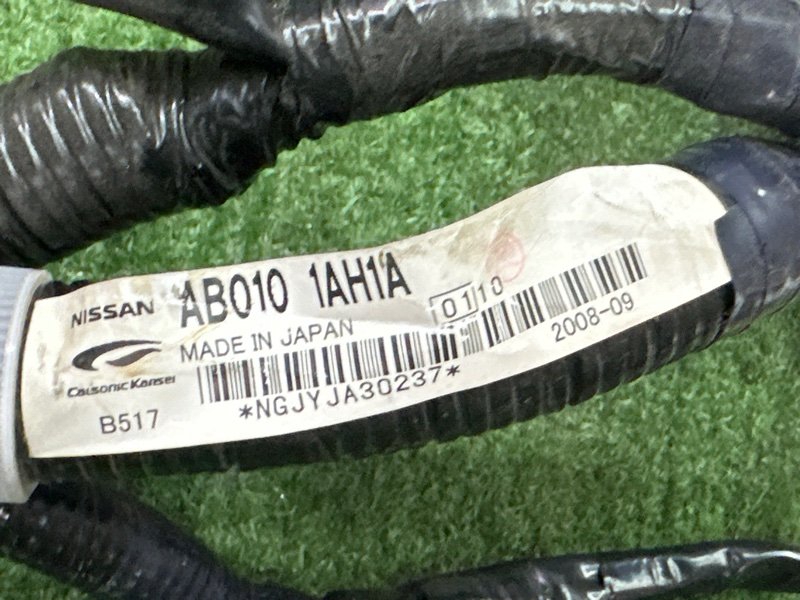 NISSAN AB010 1AH1A
0110
MADE IN JAPAN
Calsonic Kansei
*NGJYJA30237*
2008-09
B517